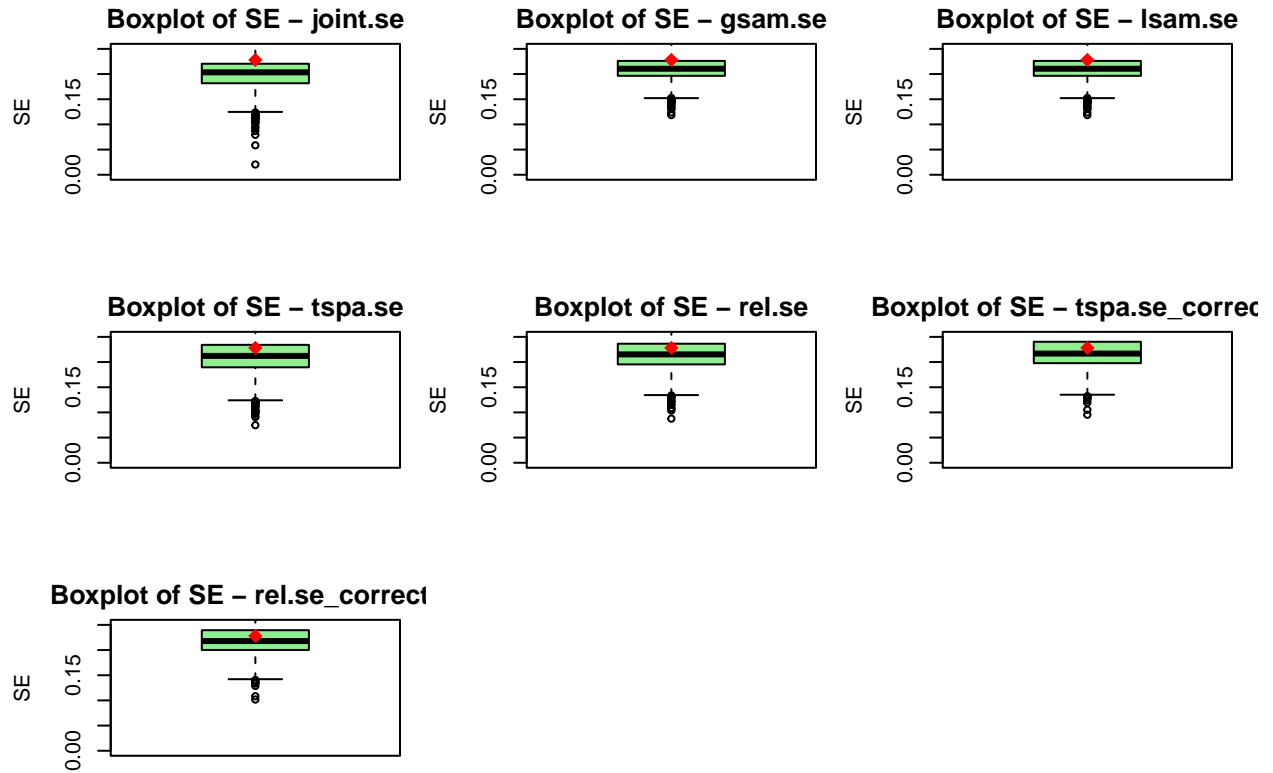 Boxplot of SE – joint.se
SE
0.00
0.15
Boxplot of SE – gsam.se
SE
0.00
0.15
Boxplot of SE – lsam.se
SE
0.00
0.15
Boxplot of SE – tspa.se
SE
0.00
0.15
Boxplot of SE – rel.se
SE
0.00
0.15
Boxplot of SE – tspa.se_correc
SE
0.00
0.15
Boxplot of SE – rel.se_correct
SE
0.00
0.15